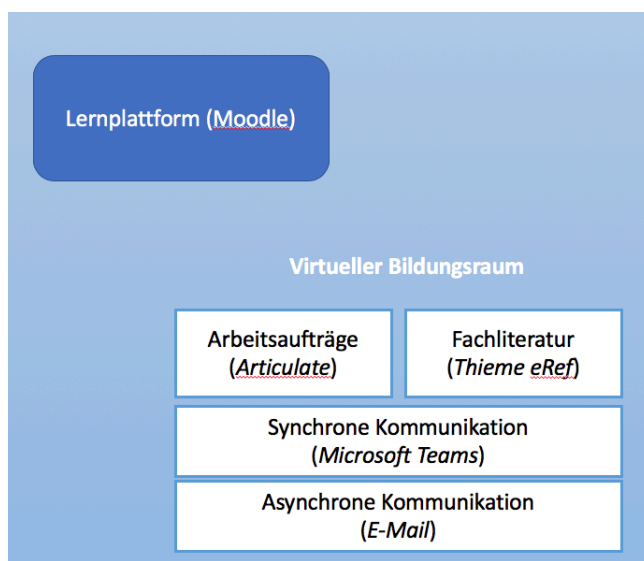 Lernplattform (Moodle)
Virtueller Bildungsraum
Arbeitsaufträge
(Articulate)
Fachliteratur
(Thieme eRef)
Synchrone Kommunikation
(Microsoft Teams)
Asynchrone Kommunikation
(E-Mail)